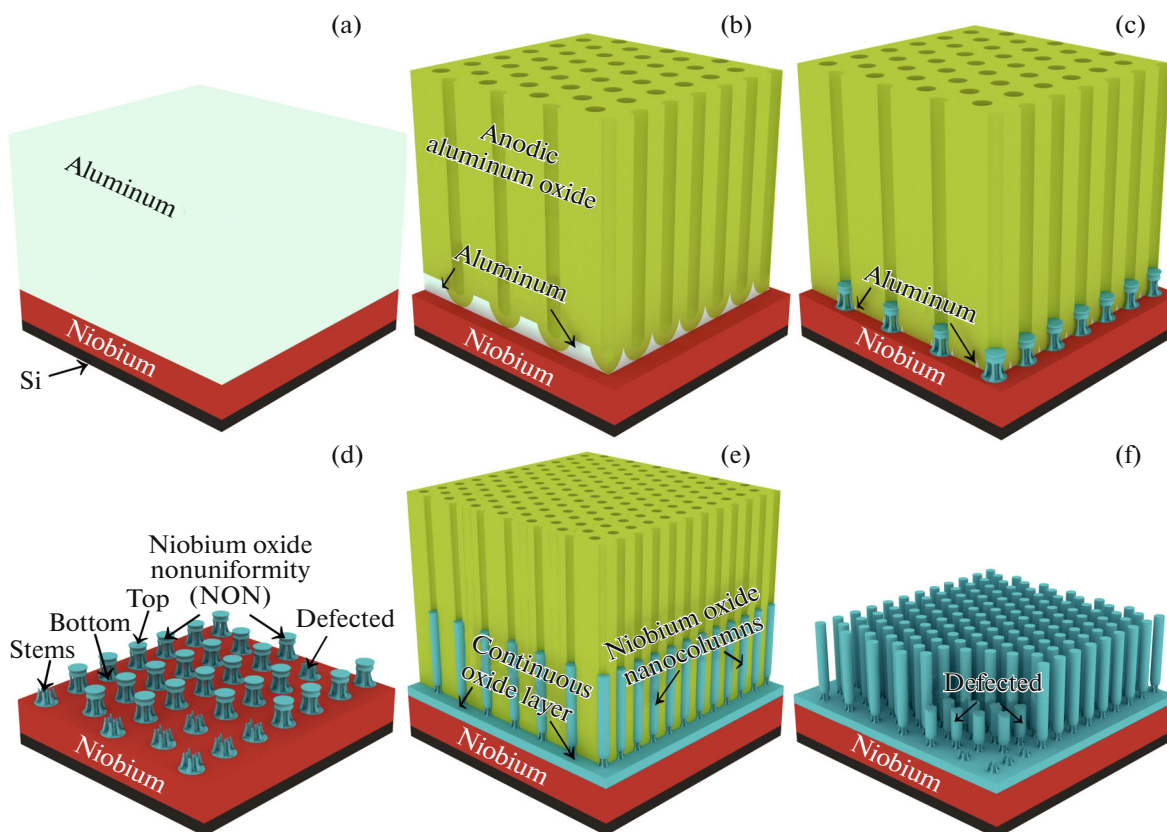 (a)
Aluminum
Niobium
Si
(b)
Anodic
aluminum oxide
Aluminum
Niobium
(c)
Aluminum
Niobium
(d)
Niobium oxide
nonuniformity
(NON)
Top
Bottom
Stems
Defected
Niobium
(e)
Niobium oxide
nanocolumns
Continuous
oxide layer
Niobium
(f)
Defected
Niobium